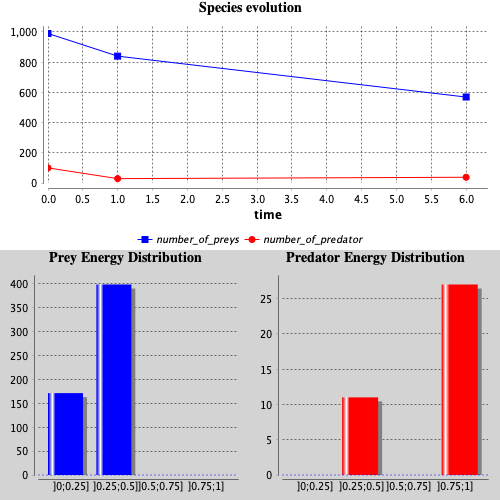 Species evolution
1,000
800
600
400
200
0
0.0 0.5 1.0 1.5 2.0 2.5 3.0 3.5 4.0 4.5 5.0 5.5 6.0
time
number_of_preys number_of_predator
Prey Energy Distribution
400
350
300
250
200
150
100
50
0
]0;0.25] ]0.25;0.5] ]0.5;0.75] ]0.75;1]
Predator Energy Distribution
25
20
15
10
5
0
]0;0.25] ]0.25;0.5] ]0.5;0.75] ]0.75;1]